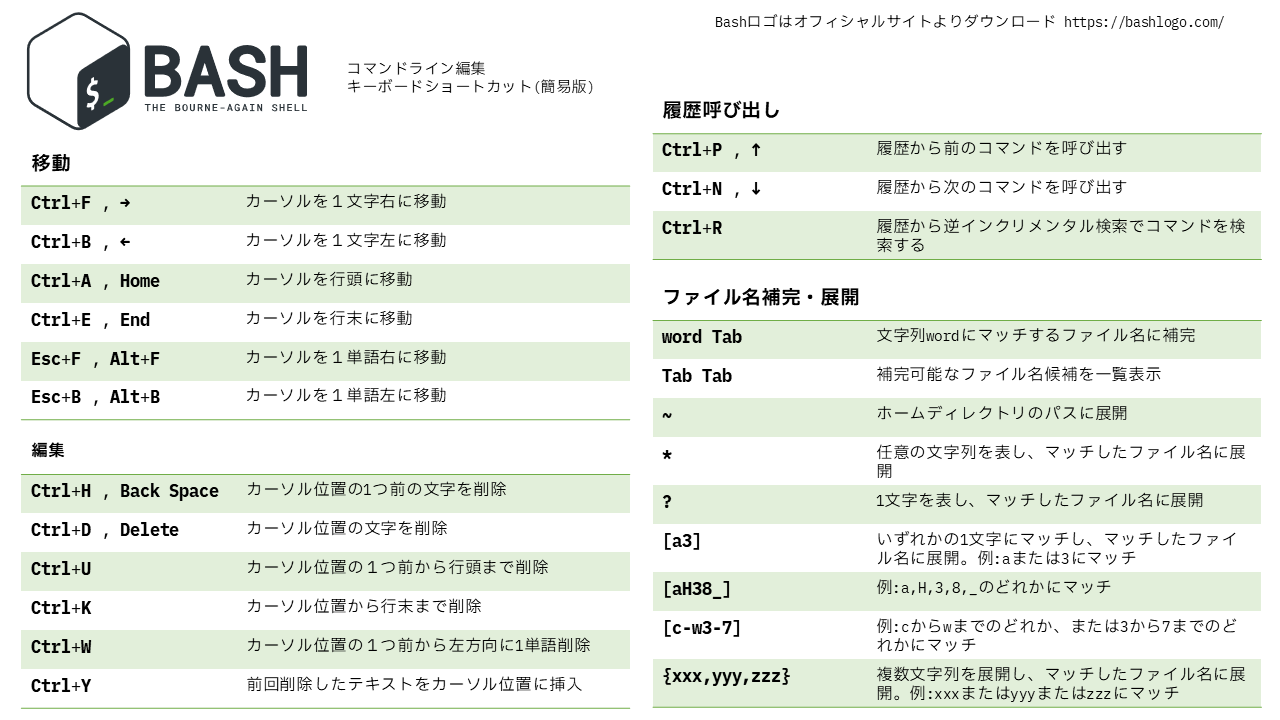 Bashロゴはオフィシャルサイトよりダウンロード https://bashlogo.com/
$_
BASH
THE BOURNE-AGAIN SHELL
コマンドライン編集
キーボードショートカット(簡易版)
移動
Ctrl+F , → カーソルを１文字右に移動
Ctrl+B , ← カーソルを１文字左に移動
Ctrl+A , Home カーソルを行頭に移動
Ctrl+E , End カーソルを行末に移動
Esc+F , Alt+F カーソルを１単語右に移動
Esc+B , Alt+B カーソルを１単語左に移動
編集
Ctrl+H , Back Space カーソル位置の1つ前の文字を削除
Ctrl+D , Delete カーソル位置の文字を削除
Ctrl+U カーソル位置の１つ前から行頭まで削除
Ctrl+K カーソル位置から行末まで削除
Ctrl+W カーソル位置の１つ前から左方向に1単語削除
Ctrl+Y 前回削除したテキストをカーソル位置に挿入
履歴呼び出し
Ctrl+P , ↑ 履歴から前のコマンドを呼び出す
Ctrl+N , ↓ 履歴から次のコマンドを呼び出す
Ctrl+R 履歴から逆インクリメンタル検索でコマンドを検
索する
ファイル名補完・展開
word Tab 文字列wordにマッチするファイル名に補完
Tab Tab 補完可能なファイル名候補を一覧表示
~ ホームディレクトリのパスに展開
* 任意の文字列を表し、マッチしたファイル名に展
開
? 1文字を表し、マッチしたファイル名に展開
[a3] いずれかの1文字にマッチし、マッチしたファイ
ル名に展開。例:aまたは3にマッチ
[aH38_] 例:a,H,3,8,_のどれかにマッチ
[c-w3-7] 例:cからwまでのどれか、または3から7までのど
れかにマッチ
{xxx,yyy,zzz} 複数文字列を展開し、マッチしたファイル名に展
開。例:xxxまたはyyyまたはzzzにマッチ